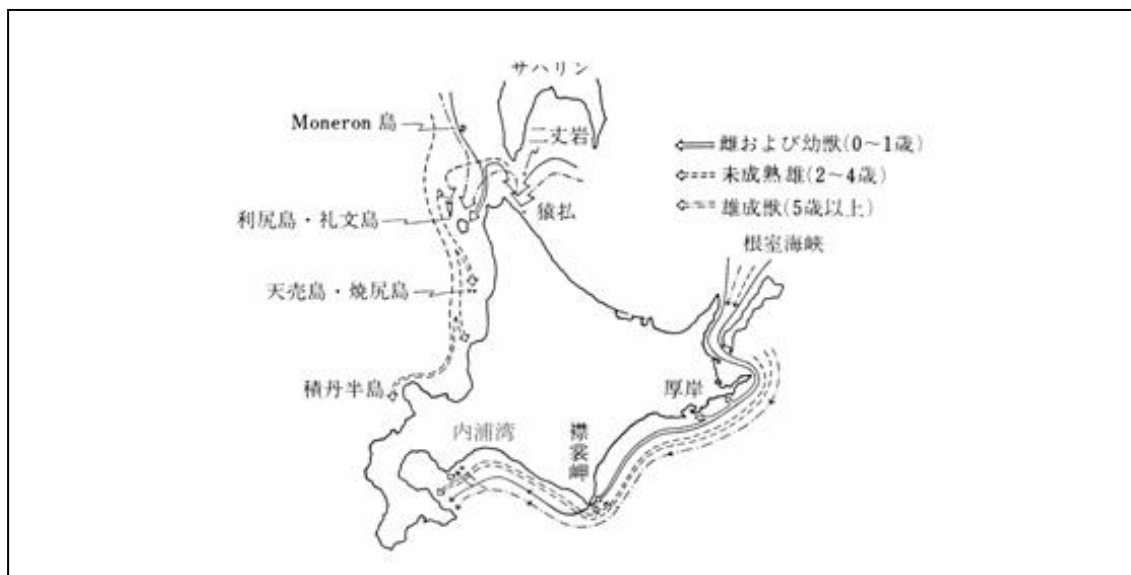 サハリン
Moneron 島
二丈岩
雌および幼獣(0～1歳)
未成熟雄(2～4歳)
雄成獣(5歳以上)
利尻島・礼文島
猿払
根室海峡
天売島・焼尻島
積丹半島
厚岸
内浦湾
襟裳岬